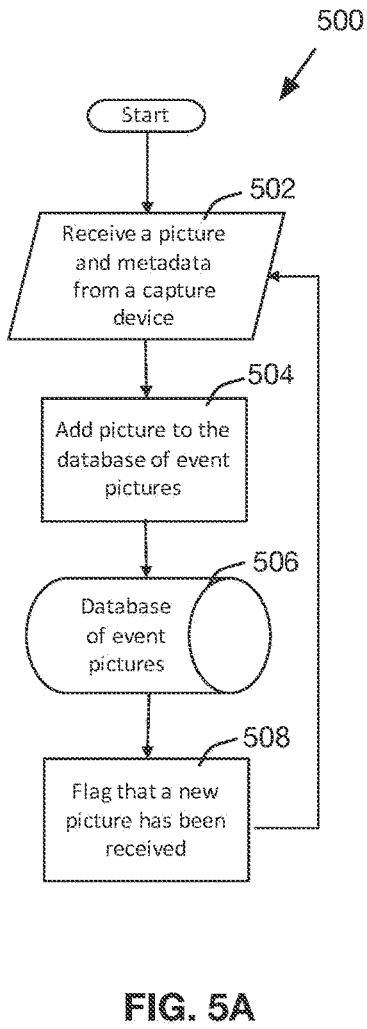 500
Start
502
Receive a picture
and metadata
from a capture
device
504
Add picture to the
database of event
pictures
506
Database
of event
pictures
508
Flag that a new
picture has been
received
FIG. 5A